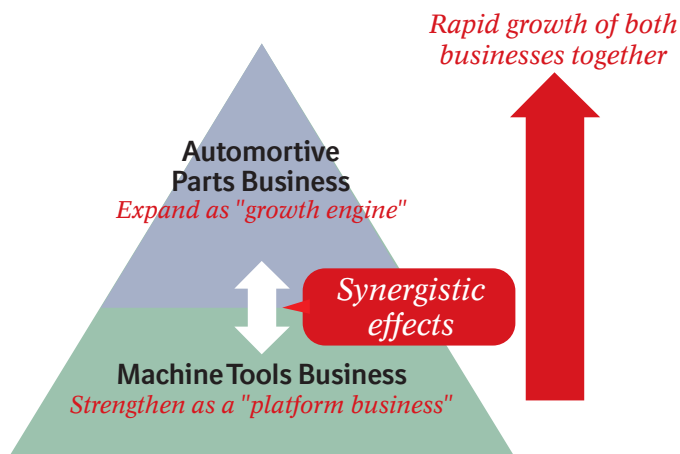 Rapid growth of both
businesses together
Automortive
Parts Business
Expand as "growth engine"
Synergistic
effects
Machine Tools Business
Strengthen as a "platform business"